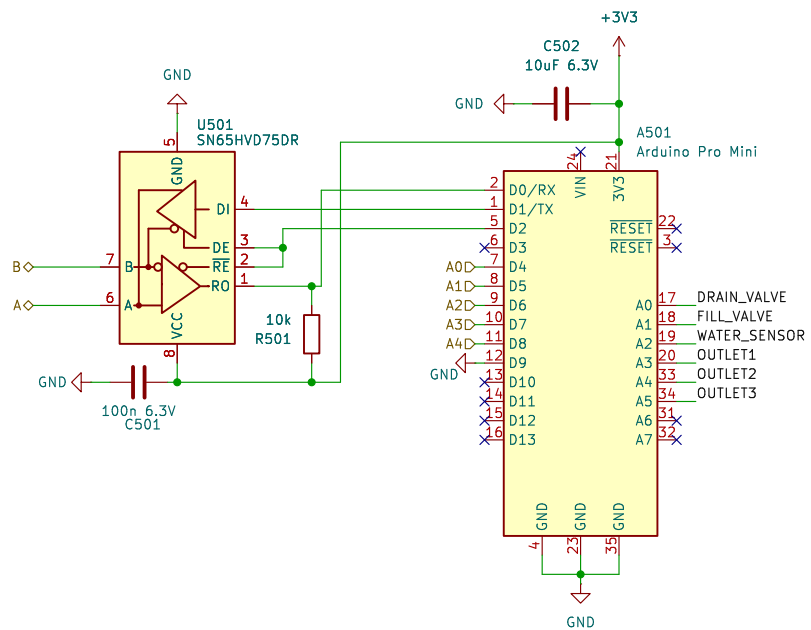 +3V3
C502
10uF 6.3V
GND
GND
U501
SN65HVD75DR
A501
Arduino Pro Mini
5
GND
24
VIN
21
3V3
2
D0/RX
DI
4
1
D1/TX
5
D2
RESET
22
DE
3
6
D3
RESET
3
B
7
B
RE
2
A0
7
D4
RO
1
A1
8
D5
A
6
A
A2
9
D6
A0
17
DRAIN_VALVE
VCC
10k
R501
A3
10
D7
A1
18
FILL_VALVE
8
A4
11
D8
A2
19
WATER_SENSOR
12
D9
A3
20
OUTLET1
GND
GND
13
D10
A4
33
OUTLET2
14
D11
A5
34
OUTLET3
100n 6.3V
C501
15
D12
A6
31
16
D13
A7
32
GND
GND
GND
4
23
35
GND